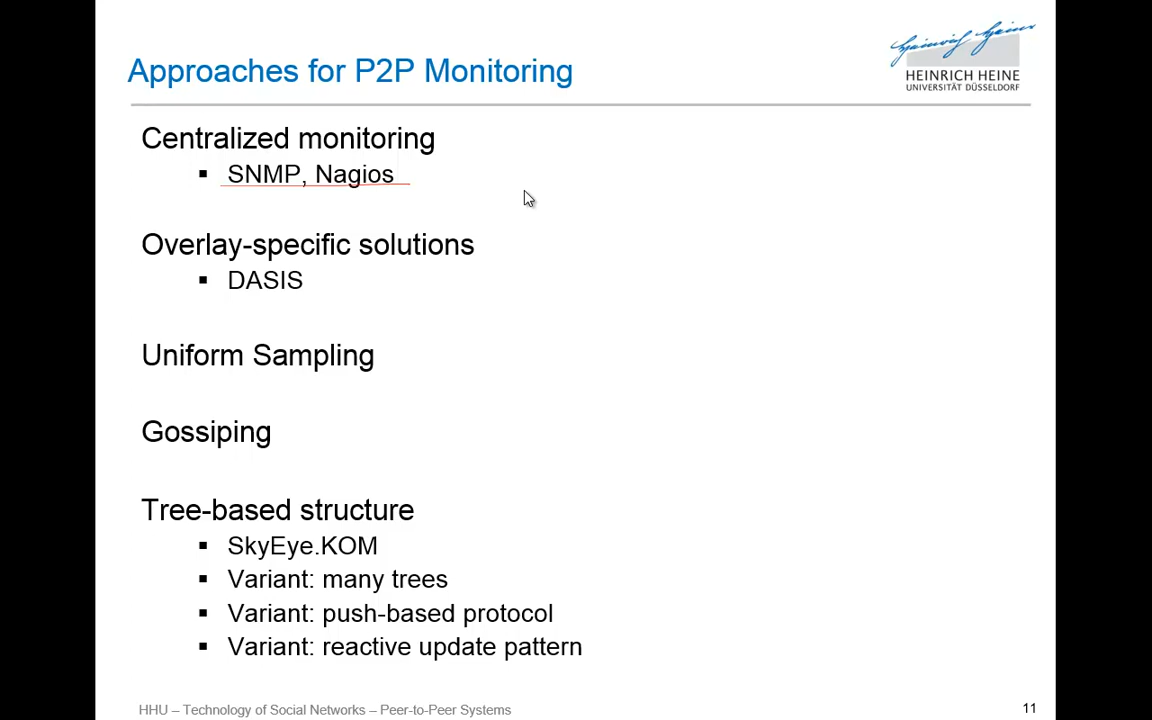 Approaches for P2P Monitoring
Heinrich Heine
HEINRICH HEINE
UNIVERSITÄT DÜSSELDORF
Centralized monitoring
▪ SNMP, Nagios
Overlay-specific solutions
▪ DASIS
Uniform Sampling
Gossiping
Tree-based structure
▪ SkyEye.KOM
▪ Variant: many trees
▪ Variant: push-based protocol
▪ Variant: reactive update pattern
HHU – Technology of Social Networks – Peer-to-Peer Systems
11